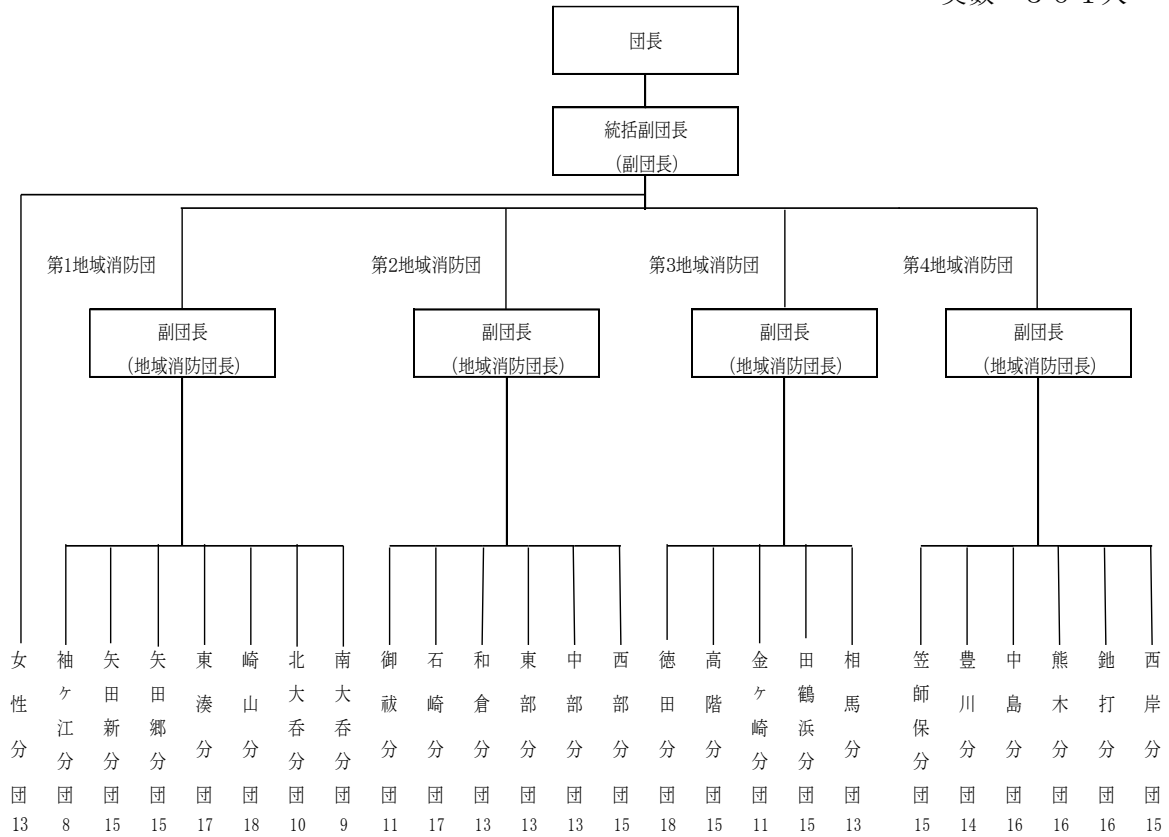 団長
統括副団長
(副団長)
第1地域消防団
第2地域消防団
第3地域消防団
第4地域消防団
副団長
(地域消防団長)
副団長
(地域消防団長)
副団長
(地域消防団長)
副団長
(地域消防団長)
女性分団
13
袖ヶ江分団
8
矢田新分団
15
矢田郷分団
15
東湊分団
17
崎山分団
18
北大呑分団
10
南大呑分団
9
御祓分団
11
石崎分団
17
和倉分団
13
東部分団
13
中部分団
13
西部分団
15
徳田分団
18
高階分団
15
金ヶ崎分団
11
田鶴浜分団
15
相馬分団
13
笠師保分団
15
豊川分団
14
中島分団
16
熊木分団
16
釶打分団
16
西岸分団
15